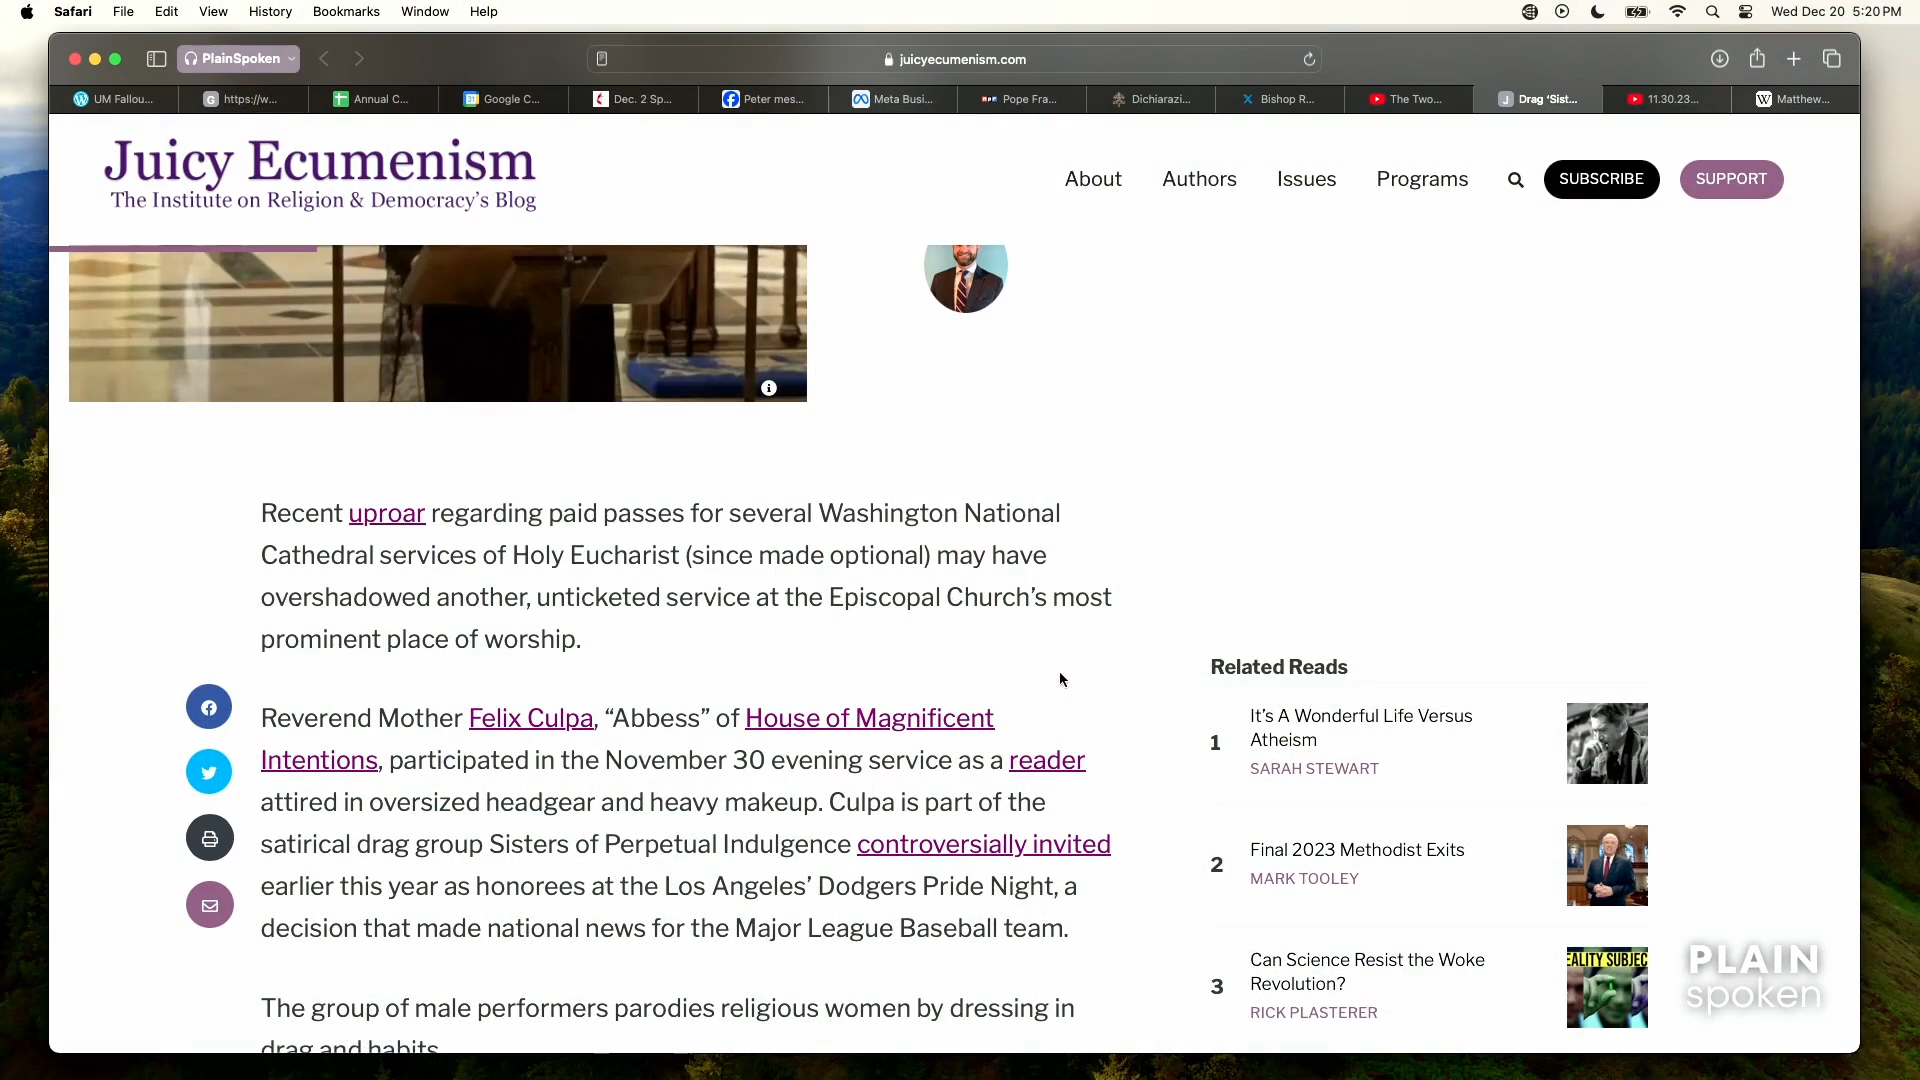 Safari File Edit View History Bookmarks Window Help Wed Dec 20 5:20 PM
PlainSpoken juicyecumenism.com
UM Fallou... https://w... Annual C... Google C... Dec. 2 Sp... Peter mes... Meta Busi... Pope Fra... Dichiarazi... Bishop R... The Two... Drag ‘Sist... 11.30.23... Matthew...
Juicy Ecumenism
The Institute on Religion & Democracy’s Blog
About Authors Issues Programs SUBSCRIBE SUPPORT
Recent uproar regarding paid passes for several Washington National
Cathedral services of Holy Eucharist (since made optional) may have
overshadowed another, unticketed service at the Episcopal Church’s most
prominent place of worship.
Reverend Mother Felix Culpa, “Abbess” of House of Magnificent
Intentions, participated in the November 30 evening service as a reader
attired in oversized headgear and heavy makeup. Culpa is part of the
satirical drag group Sisters of Perpetual Indulgence controversially invited
earlier this year as honorees at the Los Angeles’ Dodgers Pride Night, a
decision that made national news for the Major League Baseball team.
The group of male performers parodies religious women by dressing in
drag and habits.
Related Reads
1
It’s A Wonderful Life Versus
Atheism
SARAH STEWART
2
Final 2023 Methodist Exits
MARK TOOLEY
3
Can Science Resist the Woke
Revolution?
RICK PLASTERER
EALITY SUBJEC
PLAIN
spoken